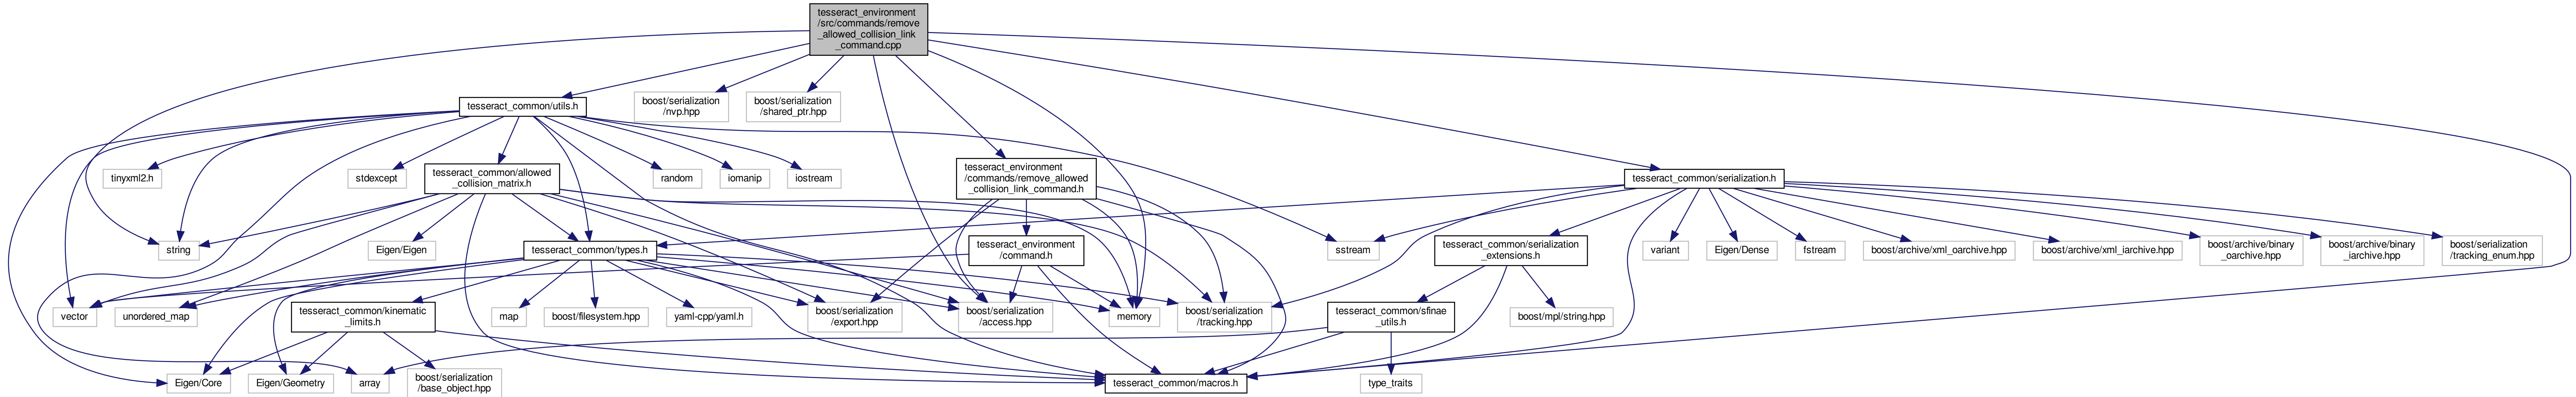 tesseract_environment
/src/commands/remove
_allowed_collision_link
_command.cpp
tesseract_common/utils.h
boost/serialization
/nvp.hpp
boost/serialization
/shared_ptr.hpp
tinyxml2.h
stdexcept
tesseract_common/allowed
_collision_matrix.h
random
iomanip
iostream
tesseract_environment
/commands/remove_allowed
_collision_link_command.h
tesseract_common/serialization.h
string
Eigen/Eigen
tesseract_common/types.h
tesseract_environment
/command.h
sstream
tesseract_common/serialization
_extensions.h
variant
Eigen/Dense
fstream
boost/archive/xml_oarchive.hpp
boost/archive/xml_iarchive.hpp
boost/archive/binary
_oarchive.hpp
boost/archive/binary
_iarchive.hpp
boost/serialization
/tracking_enum.hpp
vector
unordered_map
tesseract_common/kinematic
_limits.h
map
boost/filesystem.hpp
yaml-cpp/yaml.h
boost/serialization
/export.hpp
boost/serialization
/access.hpp
memory
boost/serialization
/tracking.hpp
tesseract_common/sfinae
_utils.h
boost/mpl/string.hpp
Eigen/Core
Eigen/Geometry
array
boost/serialization
/base_object.hpp
tesseract_common/macros.h
type_traits